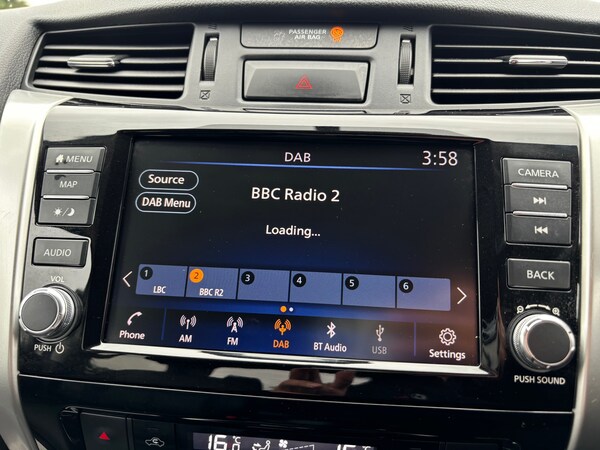 PASSENGER
AIR BAG
DAB
3:58
MENU
MAP
AUDIO
VOL
PUSH
Source
DAB Menu
BBC Radio 2
Loading...
1
LBC
2
BBC R2
3
4
5
6
Phone
AM
FM
DAB
BT Audio
USB
Settings
CAMERA
BACK
PUSH SOUND
16 °C